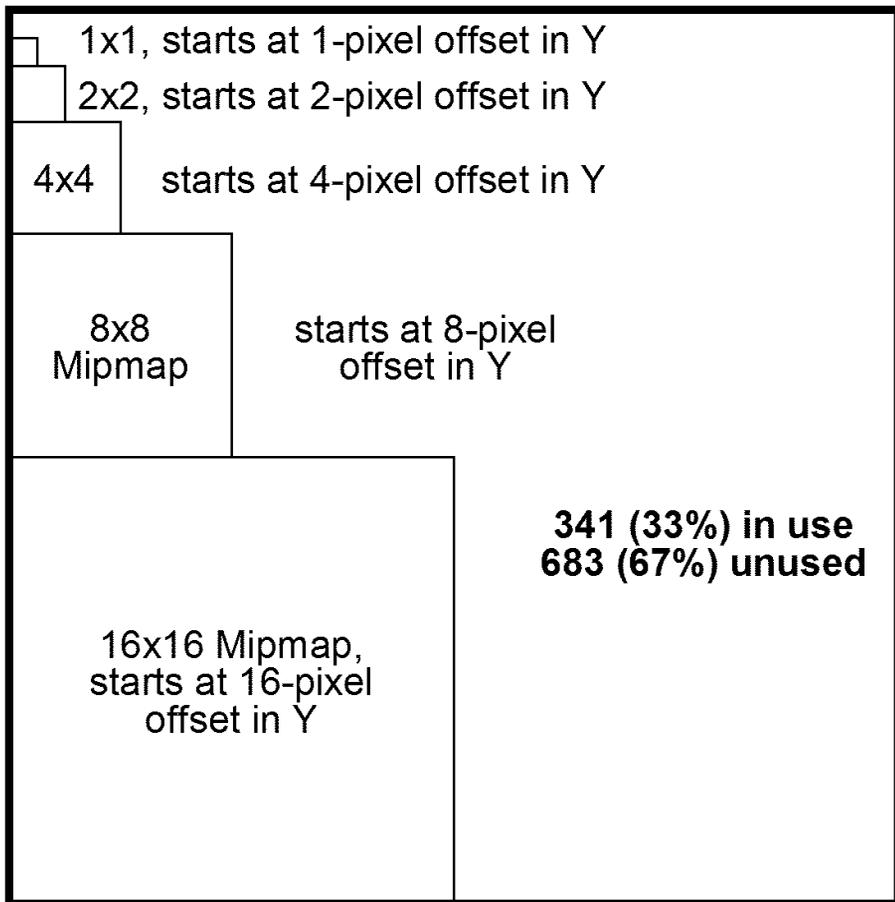 1x1, starts at 1-pixel offset in Y
2x2, starts at 2-pixel offset in Y
4x4 starts at 4-pixel offset in Y
8x8
Mipmap
starts at 8-pixel
offset in Y
341 (33%) in use
683 (67%) unused
16x16 Mipmap,
starts at 16-pixel
offset in Y